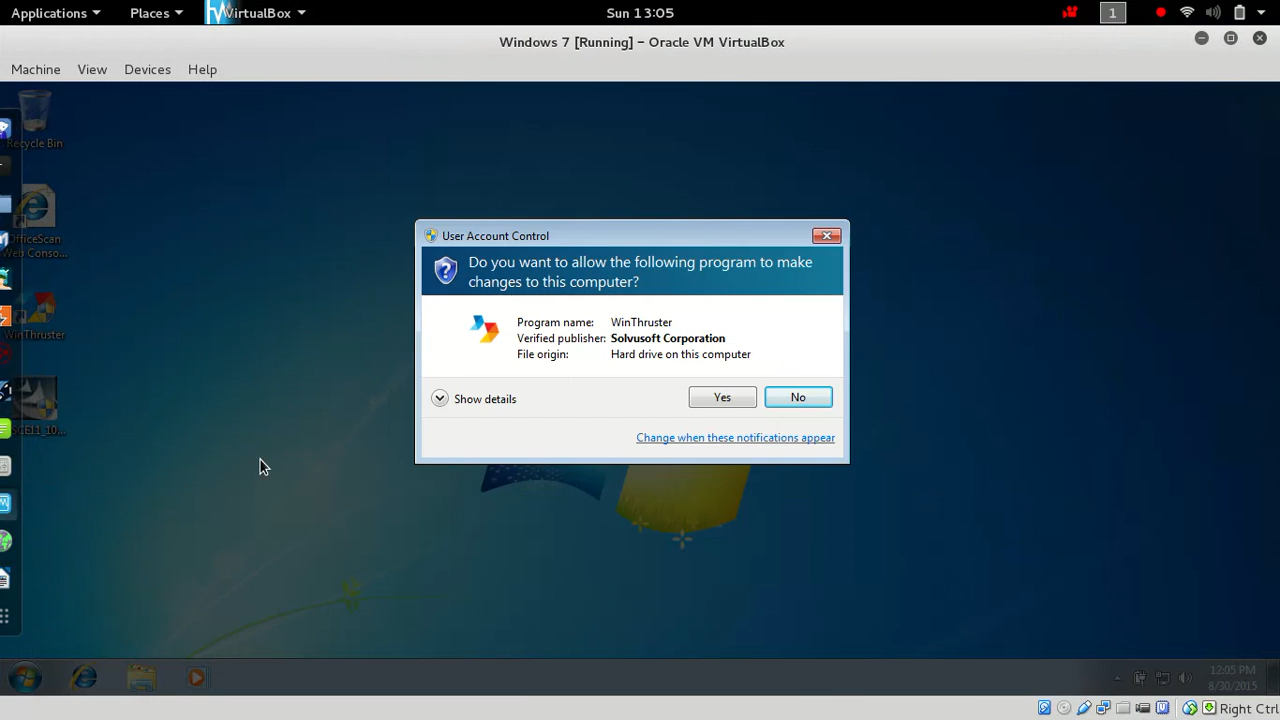 Applications Places VirtualBox Sun 13:05 1
Windows 7 [Running] – Oracle VM VirtualBox
Machine View Devices Help
Recycle Bin
OfficeScan
Web Conso...
WinThruster
User Account Control
Do you want to allow the following program to make
changes to this computer?
Program name: WinThruster
Verified publisher: Solvusoft Corporation
File origin: Hard drive on this computer
Show details Yes No
Change when these notifications appear
12:05 PM
8/30/2015
Right Ctrl